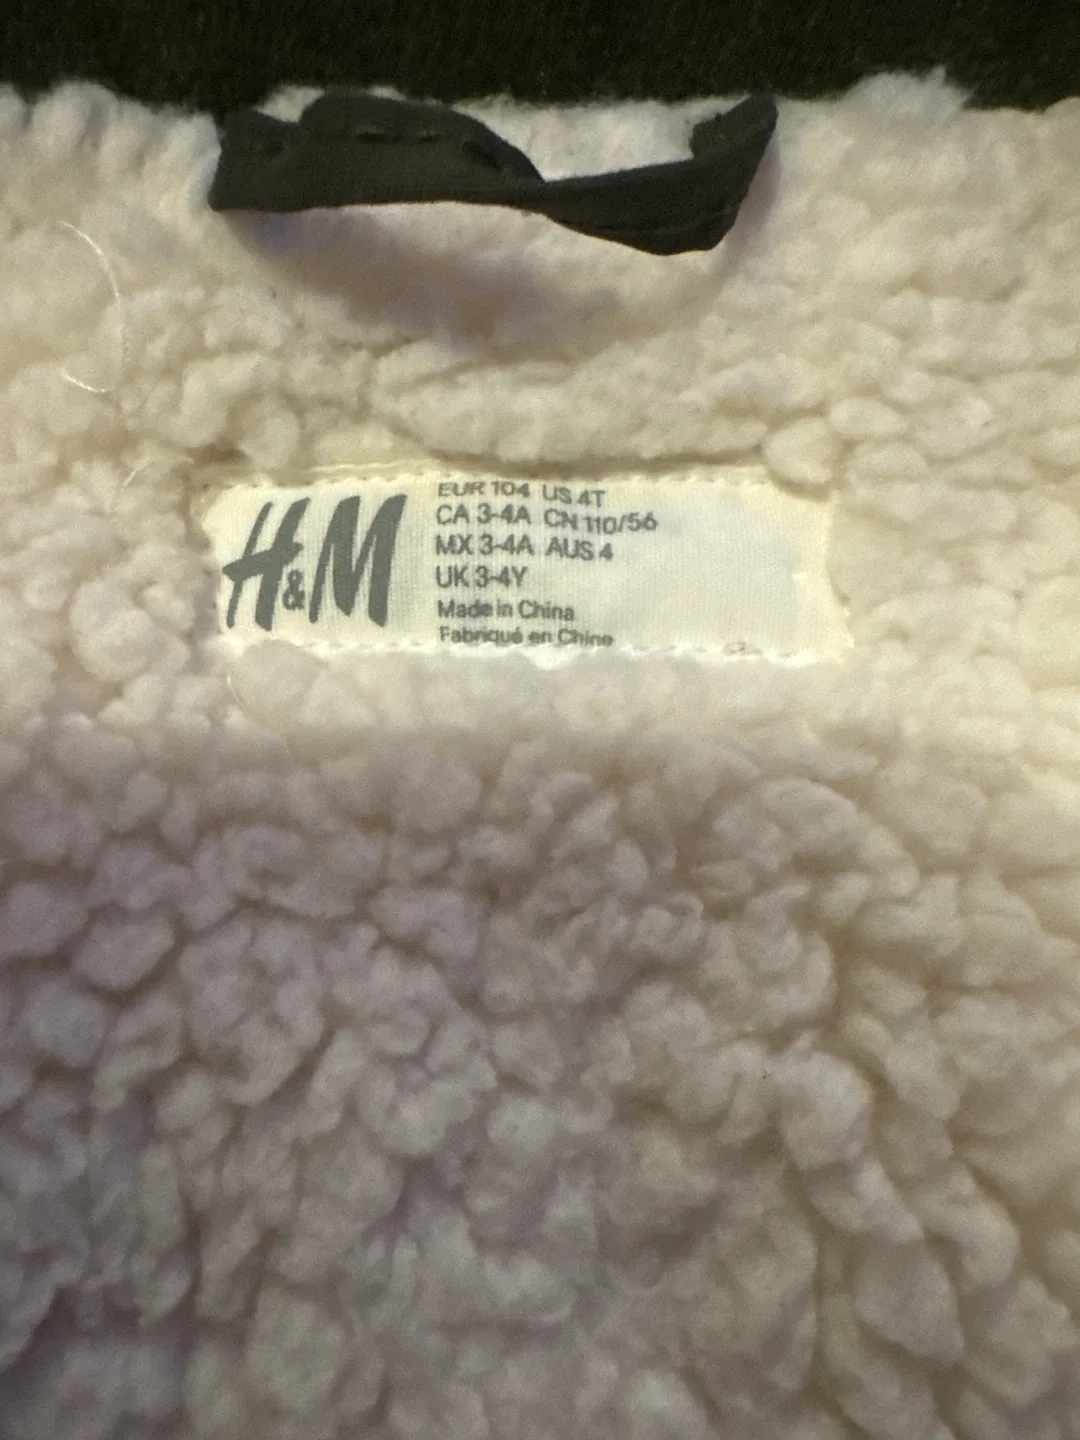 H&M
EUR 104 US 4T
CA 3-4A CN 110/56
MX 3-4A AUS 4
UK 3-4Y
Made in China
Fabriqué en Chine